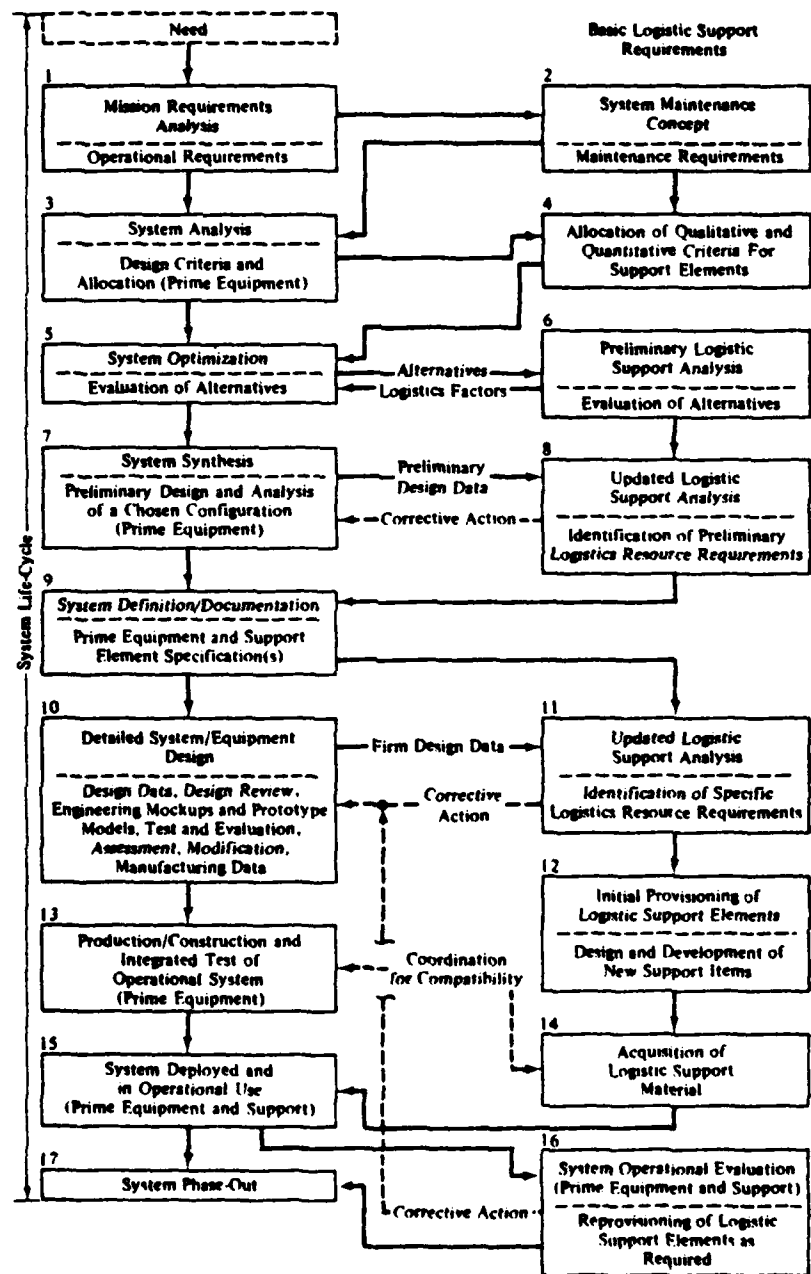 Need
Basic Logistic Support
Requirements
1
Mission Requirements
Analysis
Operational Requirements
2
System Maintenance
Concept
Maintenance Requirements
3
System Analysis
Design Criteria and
Allocation (Prime Equipment)
4
Allocation of Qualitative and
Quantitative Criteria For
Support Elements
5
System Optimization
Evaluation of Alternatives
Alternatives
Logistics Factors
6
Preliminary Logistic
Support Analysis
Evaluation of Alternatives
7
System Synthesis
Preliminary Design and Analysis
of a Chosen Configuration
(Prime Equipment)
Preliminary
Design Data
Corrective Action
8
Updated Logistic
Support Analysis
Identification of Preliminary
Logistics Resource Requirements
System Life-Cycle
9
System Definition/Documentation
Prime Equipment and Support
Element Specification(s)
10
Detailed System/Equipment
Design
Design Data, Design Review,
Engineering Mockups and Prototype
Models, Test and Evaluation,
Assessment, Modification,
Manufacturing Data
Firm Design Data
Corrective
Action
11
Updated Logistic
Support Analysis
Identification of Specific
Logistics Resource Requirements
12
Initial Provisioning of
Logistic Support Elements
Design and Development of
New Support Items
13
Production/Construction and
Integrated Test of
Operational System
(Prime Equipment)
Coordination
for Compatibility
14
Acquisition of
Logistic Support
Material
15
System Deployed and
in Operational Use
(Prime Equipment and Support)
16
System Operational Evaluation
(Prime Equipment and Support)
Reprovisioning of Logistic
Support Elements as
Required
17
System Phase-Out
Corrective Action